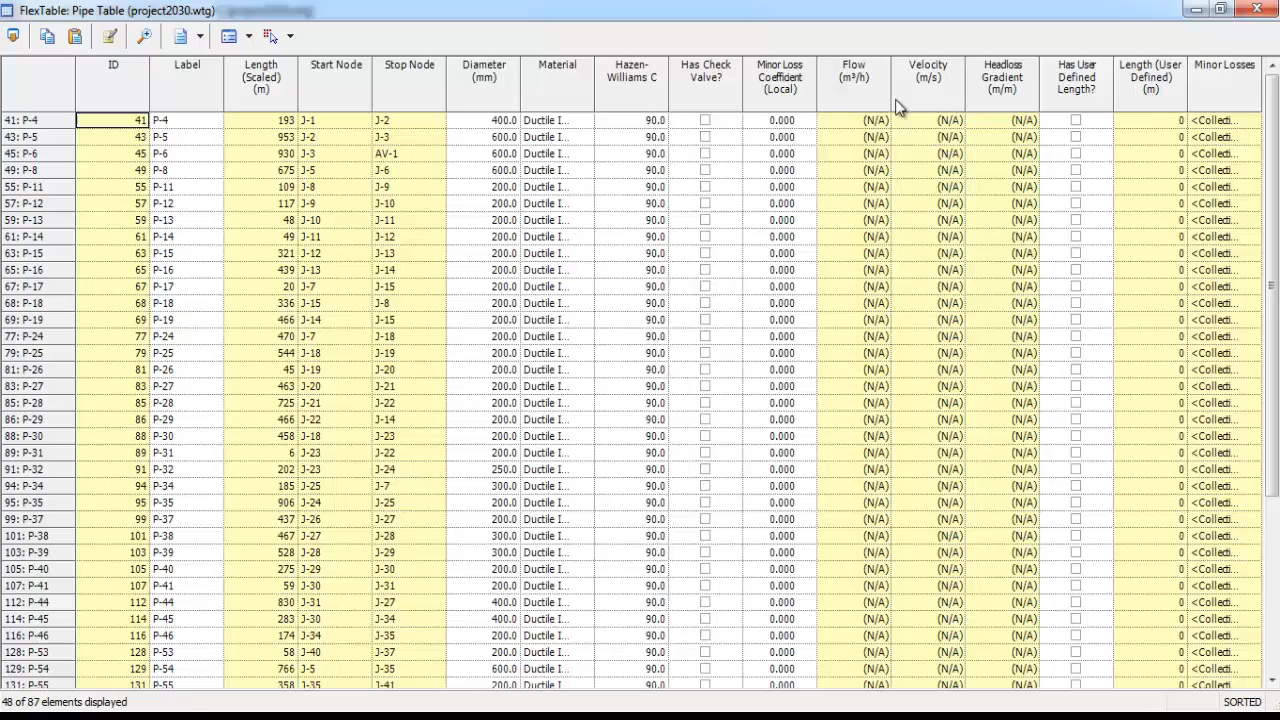 FlexTable: Pipe Table (project2030.wtg)
ID Label Length (Scaled) (m) Start Node Stop Node Diameter (mm) Material Hazen-Williams C Has Check Valve? Minor Loss Coefficient (Local) Flow (m³/h) Velocity (m/s) Headloss Gradient (m/m) Has User Defined Length? Length (User Defined) (m) Minor Losses
41: P-4 41 P-4 193 J-1 J-2 400.0 Ductile I... 90.0 0.000 (N/A) (N/A) (N/A) 0 <Collecti...
43: P-5 43 P-5 953 J-2 J-3 600.0 Ductile I... 90.0 0.000 (N/A) (N/A) (N/A) 0 <Collecti...
45: P-6 45 P-6 930 J-3 AV-1 600.0 Ductile I... 90.0 0.000 (N/A) (N/A) (N/A) 0 <Collecti...
49: P-8 49 P-8 675 J-5 J-6 600.0 Ductile I... 90.0 0.000 (N/A) (N/A) (N/A) 0 <Collecti...
55: P-11 55 P-11 109 J-8 J-9 200.0 Ductile I... 90.0 0.000 (N/A) (N/A) (N/A) 0 <Collecti...
57: P-12 57 P-12 117 J-9 J-10 200.0 Ductile I... 90.0 0.000 (N/A) (N/A) (N/A) 0 <Collecti...
59: P-13 59 P-13 48 J-10 J-11 200.0 Ductile I... 90.0 0.000 (N/A) (N/A) (N/A) 0 <Collecti...
61: P-14 61 P-14 49 J-11 J-12 200.0 Ductile I... 90.0 0.000 (N/A) (N/A) (N/A) 0 <Collecti...
63: P-15 63 P-15 321 J-12 J-13 200.0 Ductile I... 90.0 0.000 (N/A) (N/A) (N/A) 0 <Collecti...
65: P-16 65 P-16 439 J-13 J-14 200.0 Ductile I... 90.0 0.000 (N/A) (N/A) (N/A) 0 <Collecti...
67: P-17 67 P-17 20 J-7 J-15 200.0 Ductile I... 90.0 0.000 (N/A) (N/A) (N/A) 0 <Collecti...
68: P-18 68 P-18 336 J-15 J-8 200.0 Ductile I... 90.0 0.000 (N/A) (N/A) (N/A) 0 <Collecti...
69: P-19 69 P-19 466 J-14 J-15 200.0 Ductile I... 90.0 0.000 (N/A) (N/A) (N/A) 0 <Collecti...
77: P-24 77 P-24 470 J-7 J-18 200.0 Ductile I... 90.0 0.000 (N/A) (N/A) (N/A) 0 <Collecti...
79: P-25 79 P-25 544 J-18 J-19 200.0 Ductile I... 90.0 0.000 (N/A) (N/A) (N/A) 0 <Collecti...
81: P-26 81 P-26 45 J-19 J-20 200.0 Ductile I... 90.0 0.000 (N/A) (N/A) (N/A) 0 <Collecti...
83: P-27 83 P-27 463 J-20 J-21 200.0 Ductile I... 90.0 0.000 (N/A) (N/A) (N/A) 0 <Collecti...
85: P-28 85 P-28 725 J-21 J-22 200.0 Ductile I... 90.0 0.000 (N/A) (N/A) (N/A) 0 <Collecti...
86: P-29 86 P-29 466 J-22 J-14 200.0 Ductile I... 90.0 0.000 (N/A) (N/A) (N/A) 0 <Collecti...
88: P-30 88 P-30 458 J-18 J-23 200.0 Ductile I... 90.0 0.000 (N/A) (N/A) (N/A) 0 <Collecti...
89: P-31 89 P-31 6 J-23 J-22 200.0 Ductile I... 90.0 0.000 (N/A) (N/A) (N/A) 0 <Collecti...
91: P-32 91 P-32 202 J-23 J-24 250.0 Ductile I... 90.0 0.000 (N/A) (N/A) (N/A) 0 <Collecti...
94: P-34 94 P-34 185 J-25 J-7 300.0 Ductile I... 90.0 0.000 (N/A) (N/A) (N/A) 0 <Collecti...
95: P-35 95 P-35 906 J-24 J-25 200.0 Ductile I... 90.0 0.000 (N/A) (N/A) (N/A) 0 <Collecti...
99: P-37 99 P-37 437 J-26 J-27 200.0 Ductile I... 90.0 0.000 (N/A) (N/A) (N/A) 0 <Collecti...
101: P-38 101 P-38 467 J-27 J-28 300.0 Ductile I... 90.0 0.000 (N/A) (N/A) (N/A) 0 <Collecti...
103: P-39 103 P-39 528 J-28 J-29 300.0 Ductile I... 90.0 0.000 (N/A) (N/A) (N/A) 0 <Collecti...
105: P-40 105 P-40 275 J-29 J-30 200.0 Ductile I... 90.0 0.000 (N/A) (N/A) (N/A) 0 <Collecti...
107: P-41 107 P-41 59 J-30 J-31 200.0 Ductile I... 90.0 0.000 (N/A) (N/A) (N/A) 0 <Collecti...
112: P-44 112 P-44 830 J-31 J-27 300.0 Ductile I... 90.0 0.000 (N/A) (N/A) (N/A) 0 <Collecti...
114: P-45 114 P-45 283 J-30 J-34 400.0 Ductile I... 90.0 0.000 (N/A) (N/A) (N/A) 0 <Collecti...
116: P-46 116 P-46 174 J-34 J-35 200.0 Ductile I... 90.0 0.000 (N/A) (N/A) (N/A) 0 <Collecti...
128: P-53 128 P-53 58 J-40 J-37 200.0 Ductile I... 90.0 0.000 (N/A) (N/A) (N/A) 0 <Collecti...
129: P-54 129 P-54 766 J-5 J-35 600.0 Ductile I... 90.0 0.000 (N/A) (N/A) (N/A) 0 <Collecti...
131: P-55 131 P-55 358 J-35 J-41 200.0 Ductile I... 90.0 0.000 (N/A) (N/A) (N/A) 0 <Collecti...
48 of 87 elements displayed SORTED